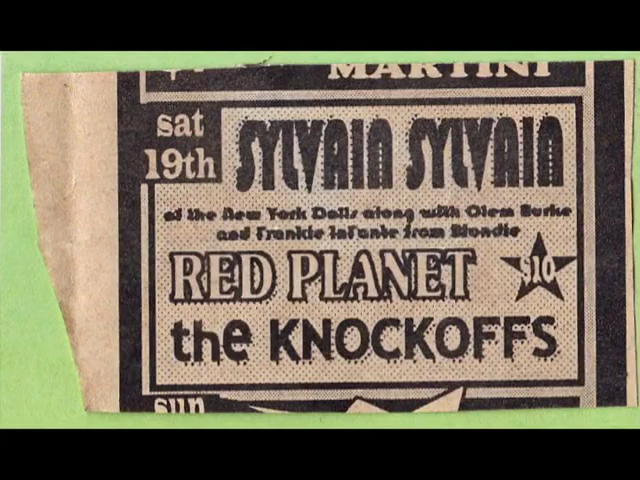 MARTINI
sat
19th
SYLVAIN SYLVAIN
of the New York Dolls along with Clem Burke
and Frankie Infante from Blondie
RED PLANET
$10
the KNOCKOFFS
sun